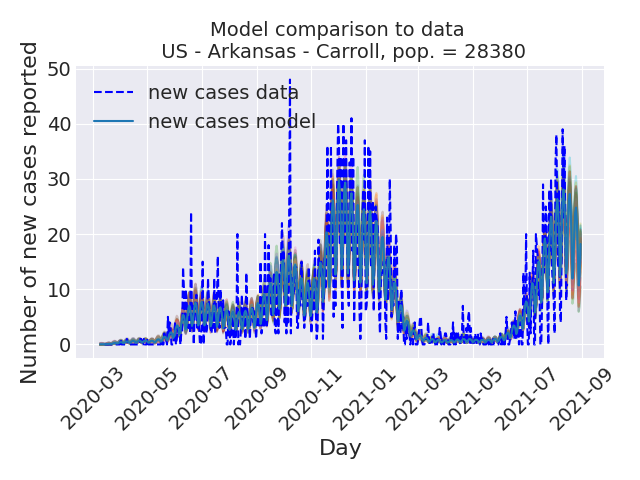 Model comparison to data
US - Arkansas - Carroll, pop. = 28380
Number of new cases reported
50
40
30
20
10
0
new cases data
new cases model
2020-03
2020-05
2020-07
2020-09
2020-11
2021-01
2021-03
2021-05
2021-07
2021-09
Day